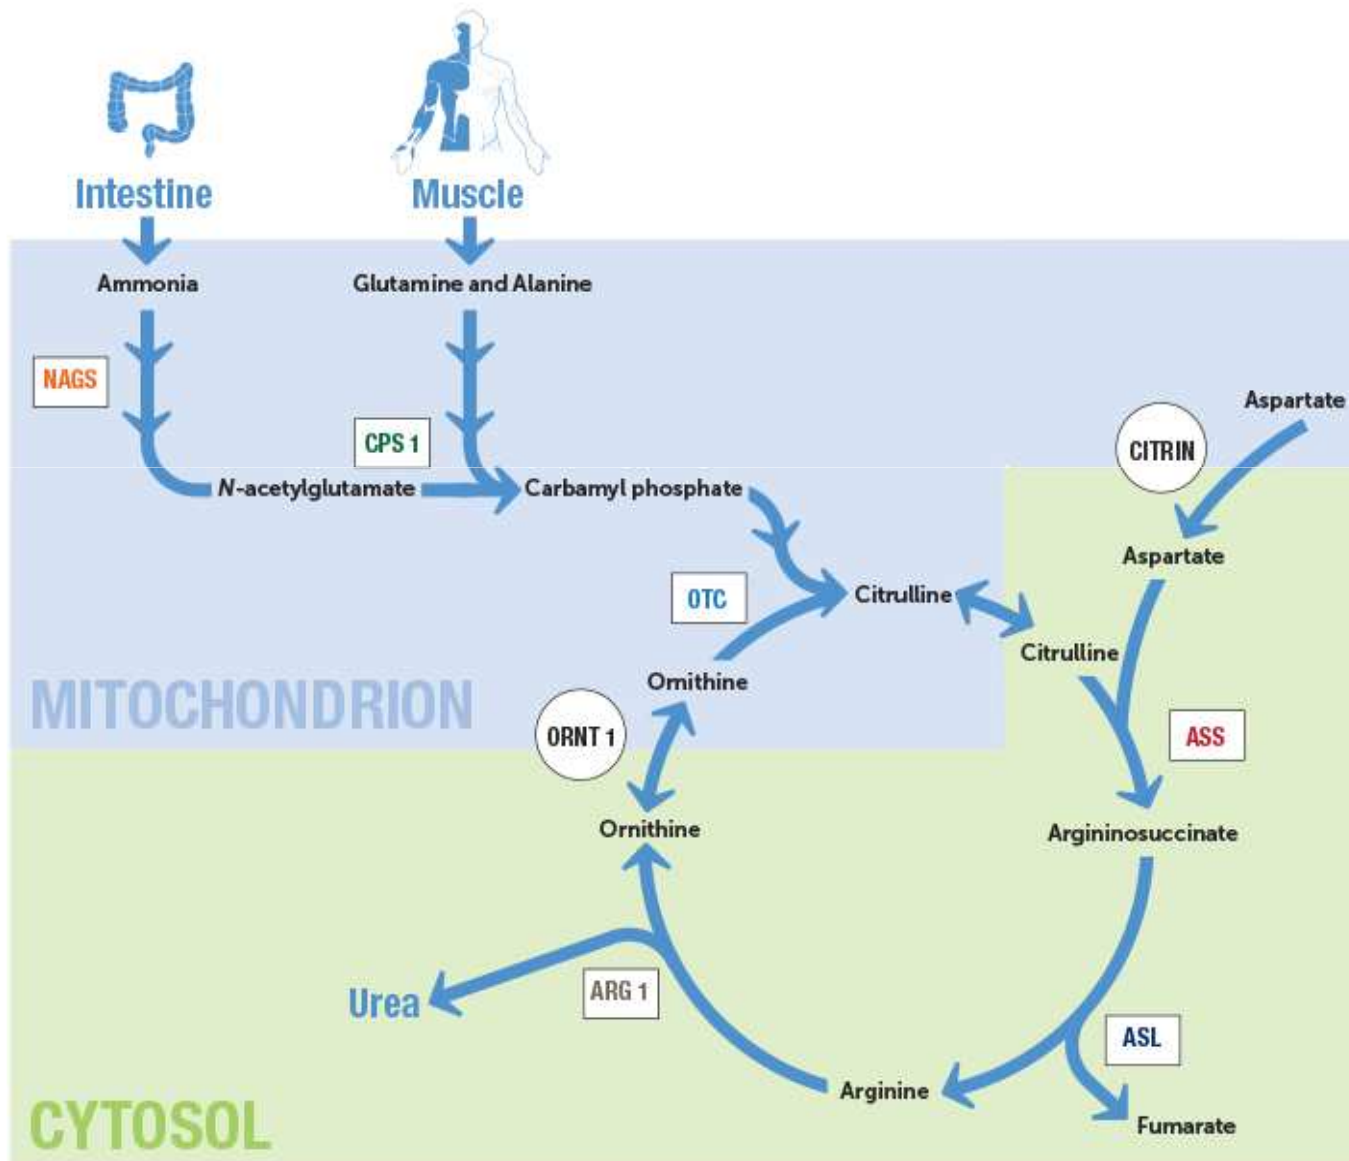 Intestine
Muscle
Ammonia
Glutamine and Alanine
NAGS
Aspartate
CITRIN
CPS 1
N-acetylglutamate
Carbamyl phosphate
Aspartate
OTC
Citrulline
Citrulline
Ornithine
MITOCHONDRION
ORNT 1
ASS
Ornithine
Argininosuccinate
ARG 1
Urea
ASL
Arginine
Fumarate
CYTOSOL